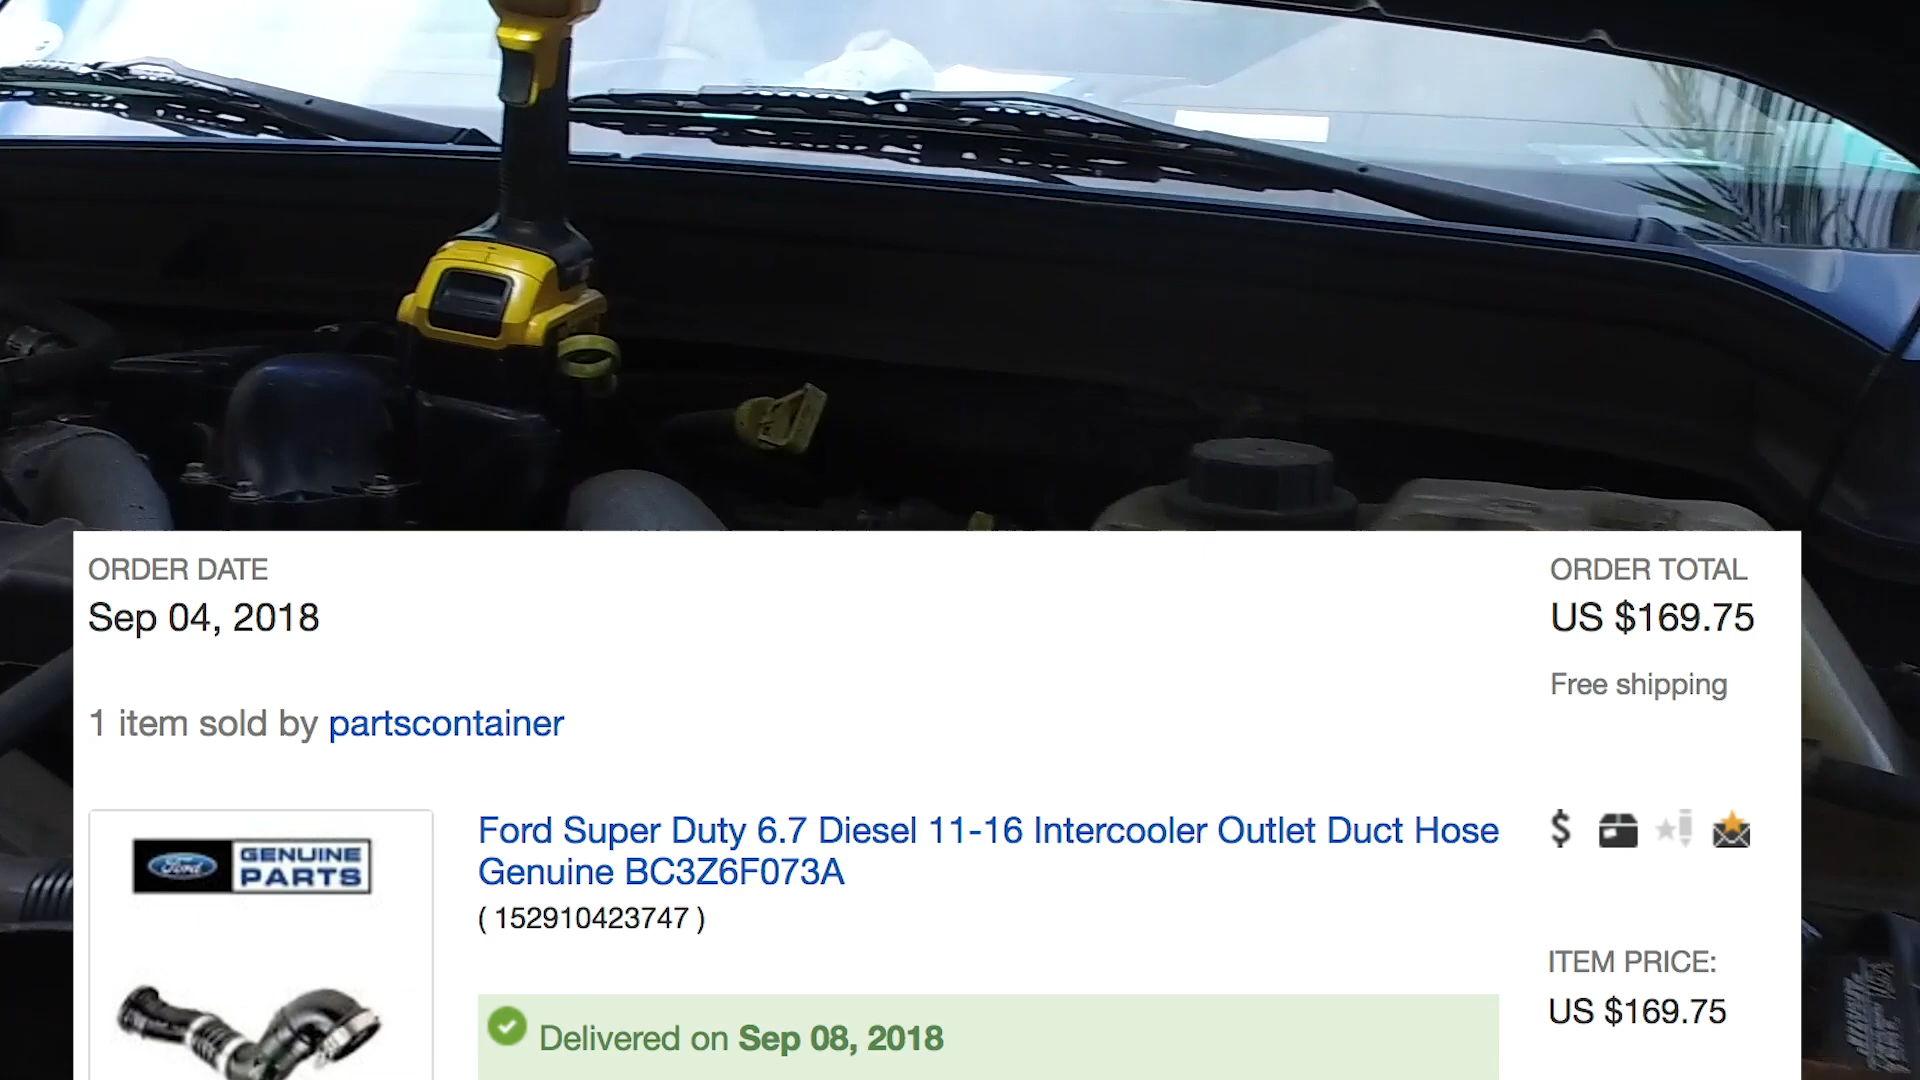 ORDER DATE
Sep 04, 2018
ORDER TOTAL
US $169.75
Free shipping
1 item sold by partscontainer
Ford
GENUINE
PARTS
Ford Super Duty 6.7 Diesel 11-16 Intercooler Outlet Duct Hose
Genuine BC3Z6F073A
( 152910423747 )
ITEM PRICE:
US $169.75
Delivered on Sep 08, 2018